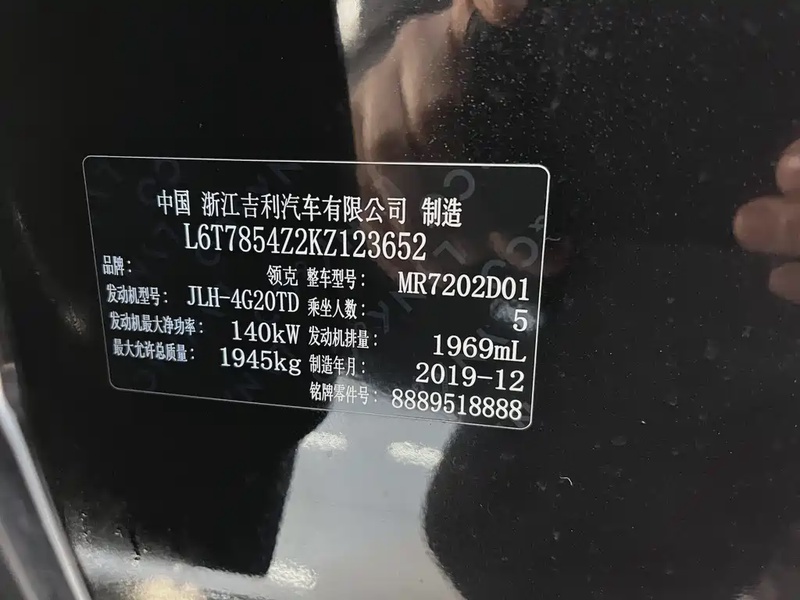 中国 浙江吉利汽车有限公司 制造
L6T7854Z2KZ123652
品牌: 领克 整车型号: MR7202D01
发动机型号: JLH-4G20TD 乘坐人数: 5
发动机最大净功率: 140kW 发动机排量: 1969mL
最大允许总质量: 1945kg 制造年月: 2019-12
铭牌零件号: 8889518888